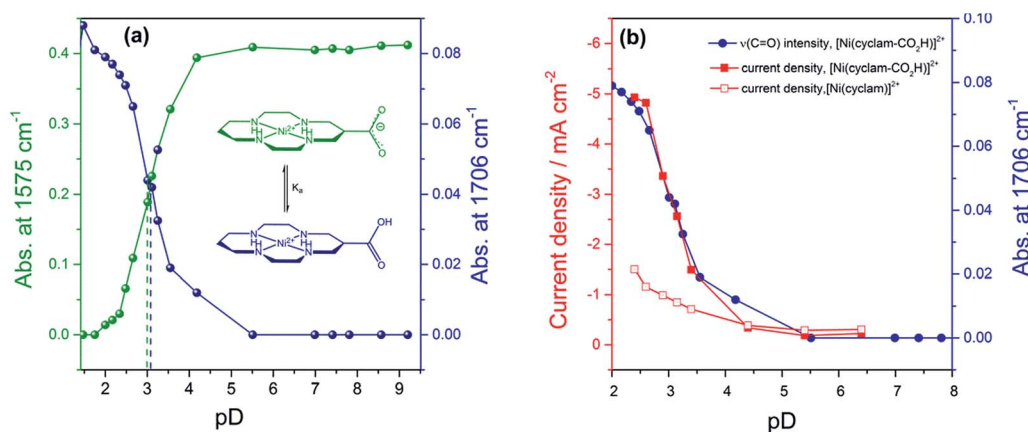 (a)
Abs. at 1575 cm⁻¹
0.4
0.3
0.2
0.1
0.0
2 3 4 5 6 7 8 9
pD
0.08
0.06
0.04
0.02
0.00
Abs. at 1706 cm⁻¹
O
⊖
O
H
N
N
H
Ni²⁺
N
H
N
Kₐ
OH
O
N
H
N
H
Ni²⁺
N
N
(b)
ν(C=O) intensity, [Ni(cyclam-CO₂H)]²⁺
current density, [Ni(cyclam-CO₂H)]²⁺
current density,[Ni(cyclam)]²⁺
Current density / mA cm⁻²
-6
-5
-4
-3
-2
-1
0
2 3 4 5 6 7 8
pD
0.10
0.08
0.06
0.04
0.02
0.00
Abs. at 1706 cm⁻¹